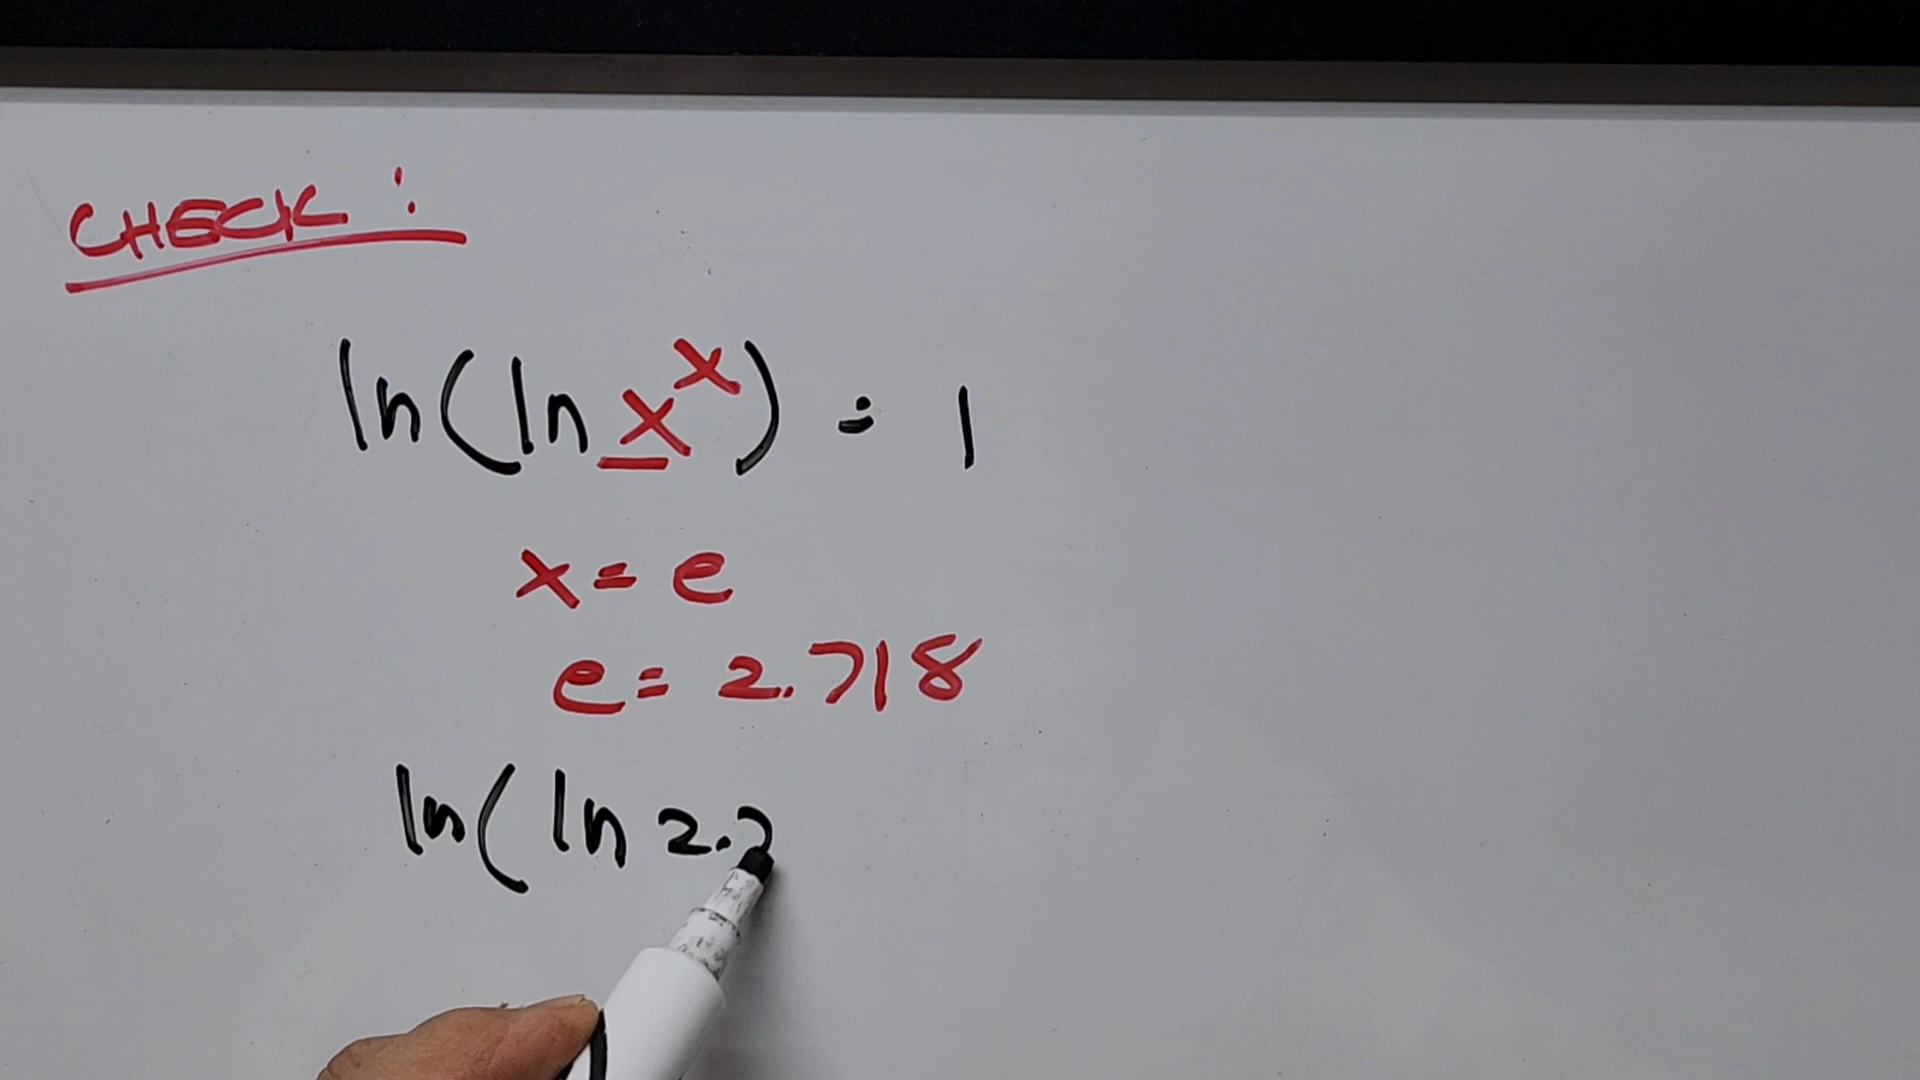 CHECK :
ln(ln x^x) = 1
x = e
e = 2.718
ln( ln 2.7